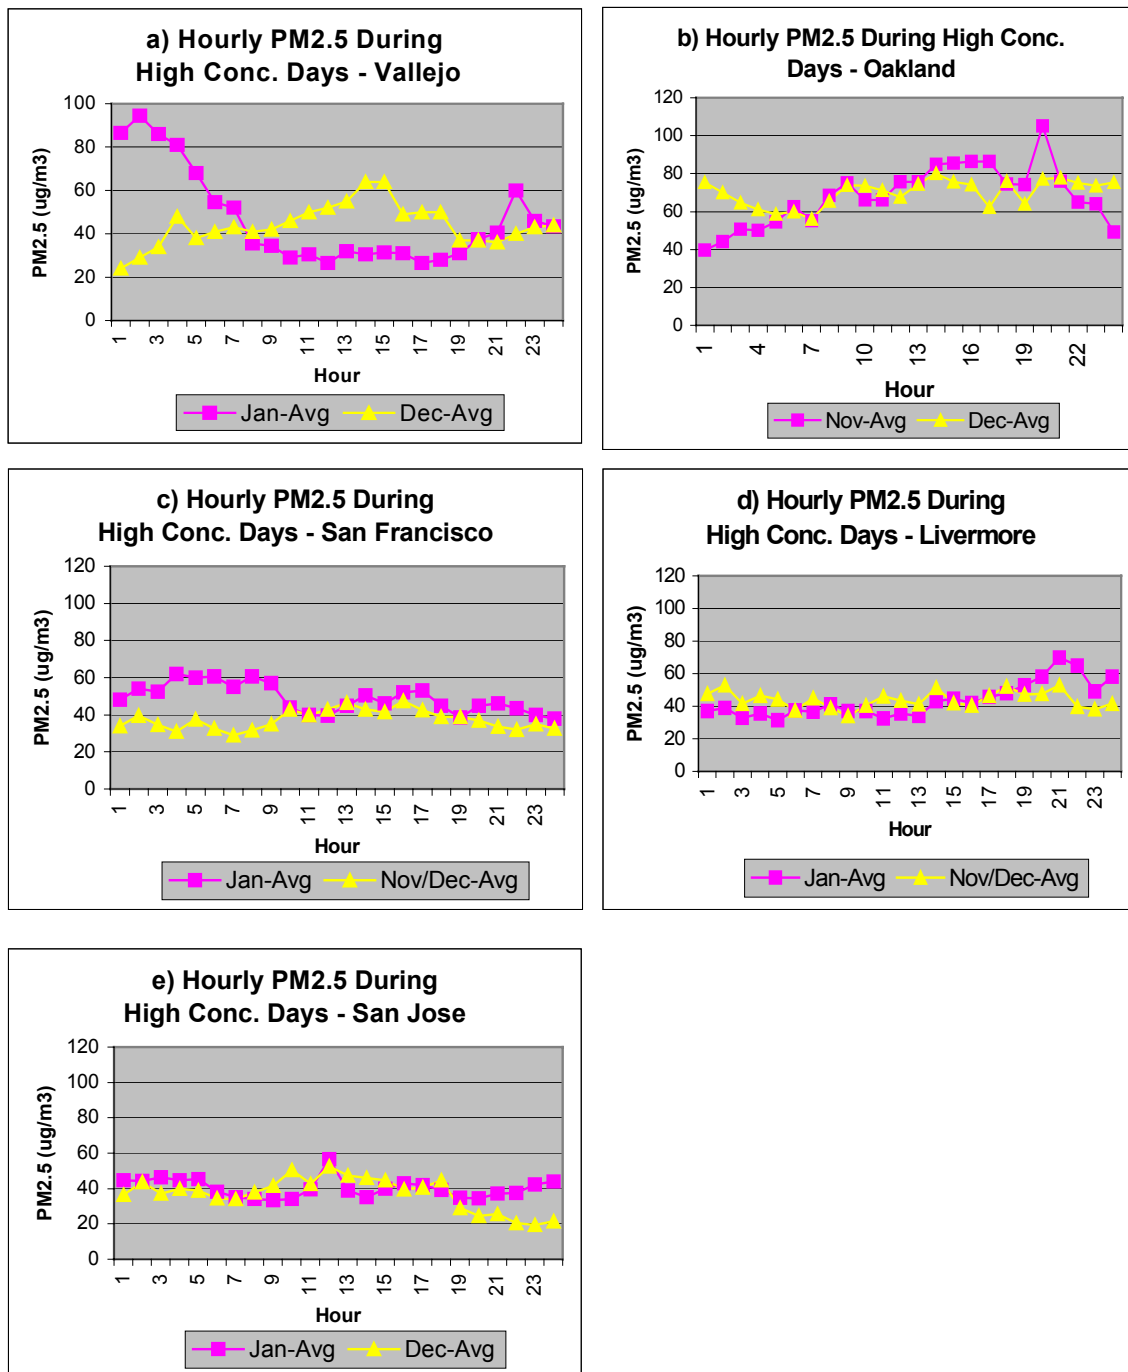 a) Hourly PM2.5 During
High Conc. Days - Vallejo
PM2.5 (ug/m3)
100
80
60
40
20
0
1 3 5 7 9 11 13 15 17 19 21 23
Hour
Jan-Avg Dec-Avg
b) Hourly PM2.5 During High Conc.
Days - Oakland
PM2.5 (ug/m3)
120
100
80
60
40
20
0
1 4 7 10 13 16 19 22
Hour
Nov-Avg Dec-Avg
c) Hourly PM2.5 During
High Conc. Days - San Francisco
PM2.5 (ug/m3)
120
100
80
60
40
20
0
1 3 5 7 9 11 13 15 17 19 21 23
Hour
Jan-Avg Nov/Dec-Avg
d) Hourly PM2.5 During
High Conc. Days - Livermore
PM2.5 (ug/m3)
120
100
80
60
40
20
0
1 3 5 7 9 11 13 15 17 19 21 23
Hour
Jan-Avg Nov/Dec-Avg
e) Hourly PM2.5 During
High Conc. Days - San Jose
PM2.5 (ug/m3)
120
100
80
60
40
20
0
1 3 5 7 9 11 13 15 17 19 21 23
Hour
Jan-Avg Dec-Avg